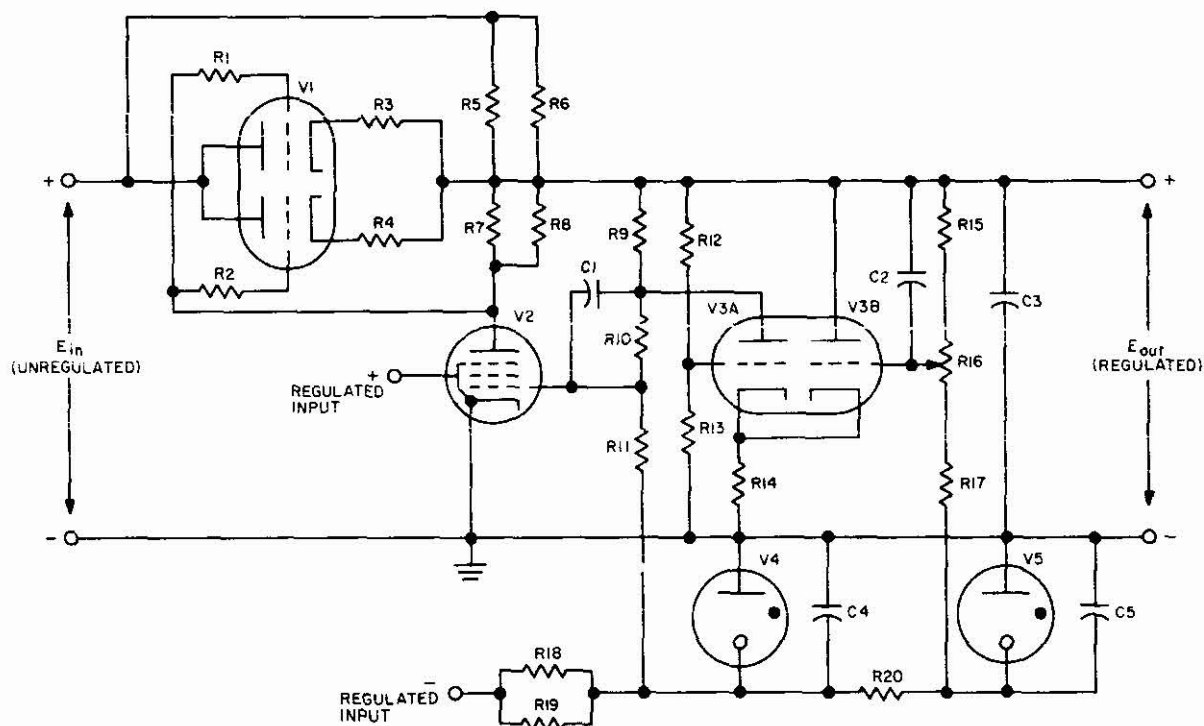 R1
V1
R3
R5
R6
+
+
R4
R7
R8
R9
R12
R15
R2
C1
C2
C3
V2
V3A
V3B
R10
R16
E in
(UNREGULATED)
E out
(REGULATED)
+
REGULATED
INPUT
R11
R13
R14
R17
-
-
V4
V5
C4
C5
R18
R20
-
REGULATED
INPUT
R19